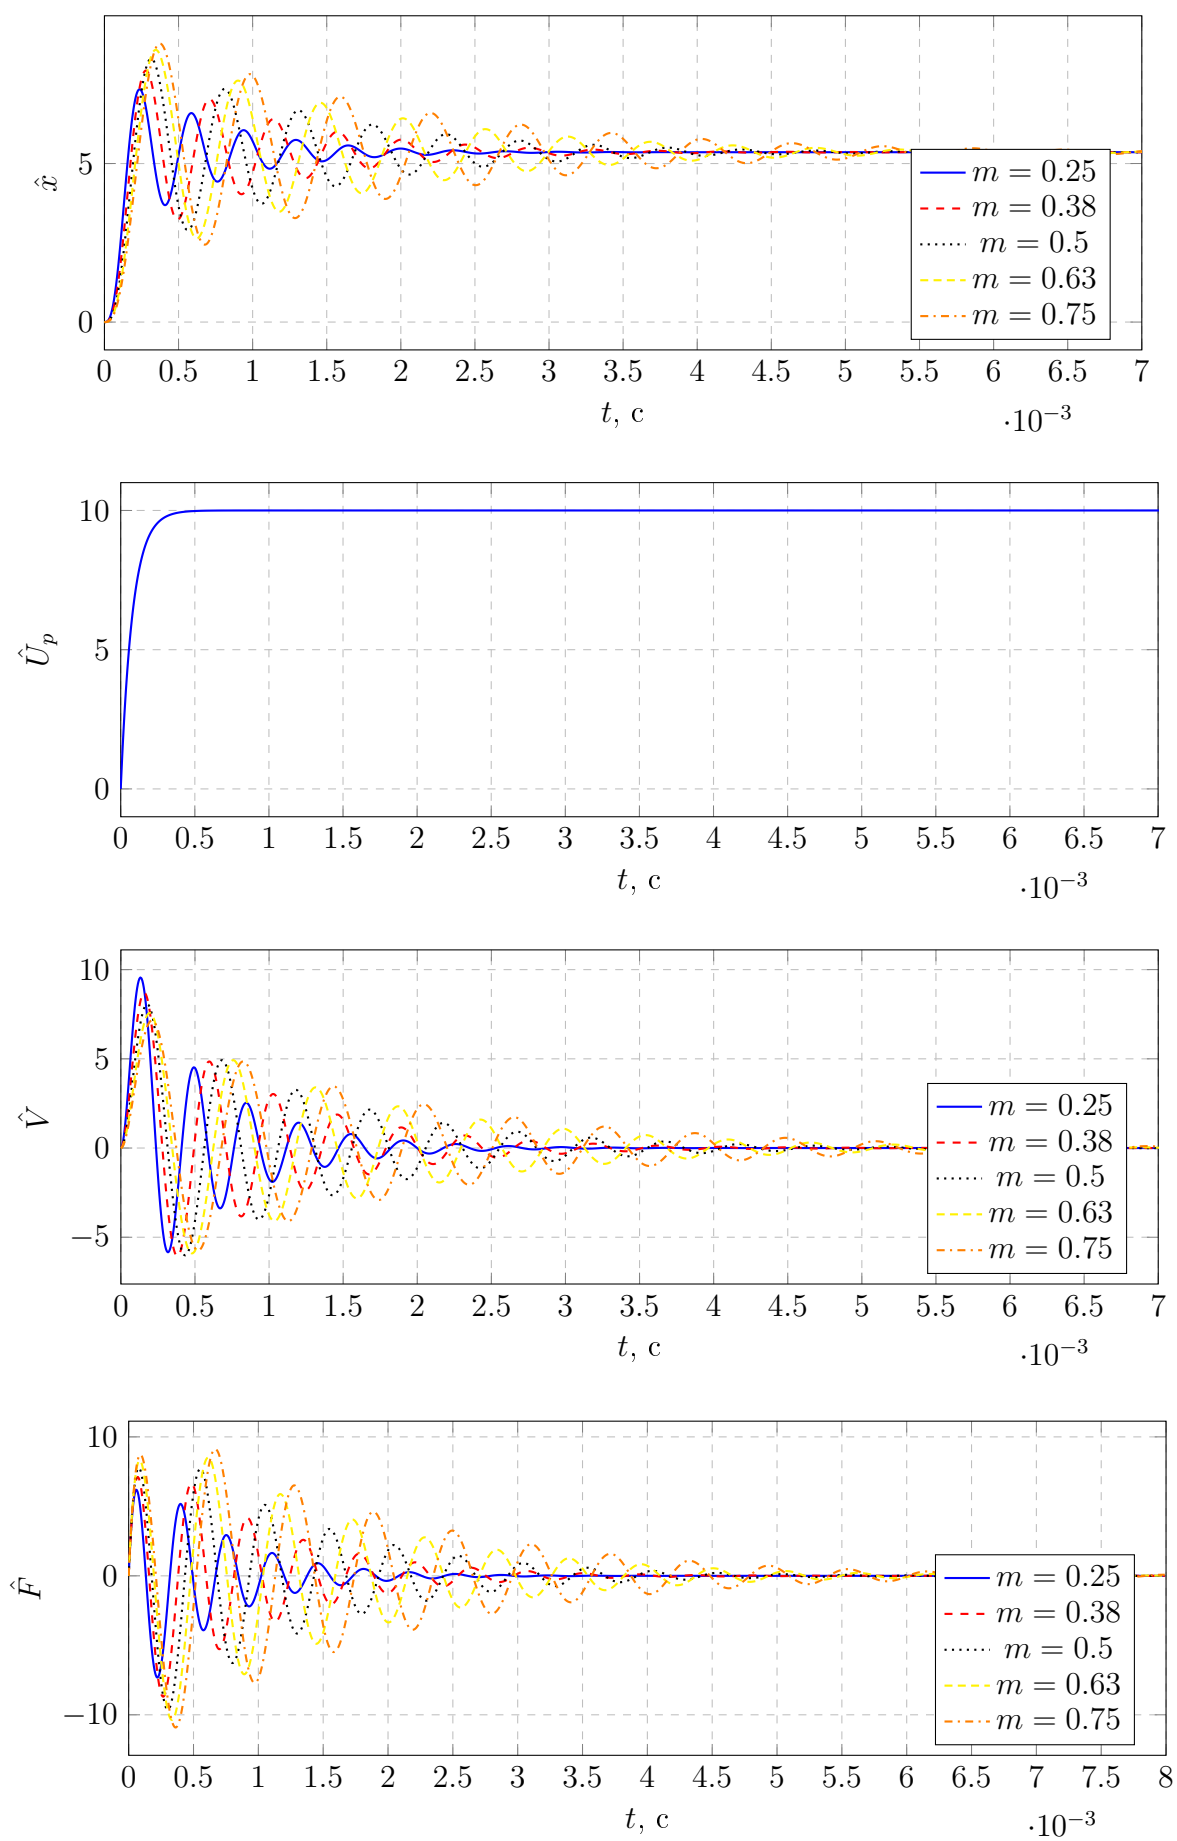 5
0
x̂
m = 0.25
m = 0.38
m = 0.5
m = 0.63
m = 0.75
0 0.5 1 1.5 2 2.5 3 3.5 4 4.5 5 5.5 6 6.5 7
t, с
·10⁻³
10
5
0
Û_p
0 0.5 1 1.5 2 2.5 3 3.5 4 4.5 5 5.5 6 6.5 7
t, с
·10⁻³
10
5
0
−5
V̂
m = 0.25
m = 0.38
m = 0.5
m = 0.63
m = 0.75
0 0.5 1 1.5 2 2.5 3 3.5 4 4.5 5 5.5 6 6.5 7
t, с
·10⁻³
10
0
−10
F̂
m = 0.25
m = 0.38
m = 0.5
m = 0.63
m = 0.75
0 0.5 1 1.5 2 2.5 3 3.5 4 4.5 5 5.5 6 6.5 7 7.5 8
t, с
·10⁻³